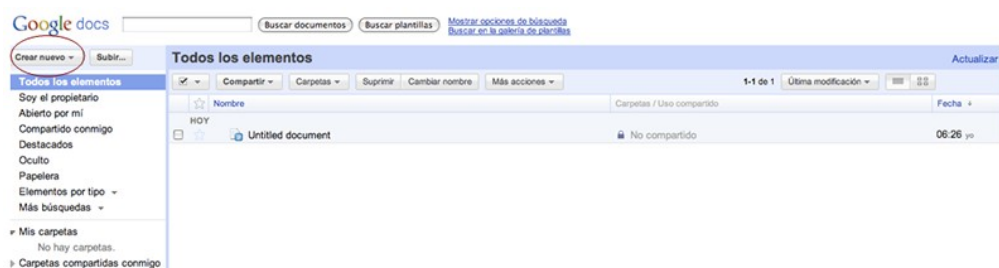 Google docs Buscar documentos Buscar plantillas Mostrar opciones de búsqueda
Buscar en la galería de plantillas
Crear nuevo Subir... Todos los elementos Actualizar
Todos los elementos Compartir Carpetas Suprimir Cambiar nombre Más acciones 1-1 de 1 Última modificación
Soy el propietario Nombre Carpetas / Uso compartido Fecha
Abierto por mí HOY
Compartido conmigo Untitled document No compartido 06:26 yo
Destacados
Oculto
Papelera
Elementos por tipo
Más búsquedas
Mis carpetas
No hay carpetas.
Carpetas compartidas conmigo